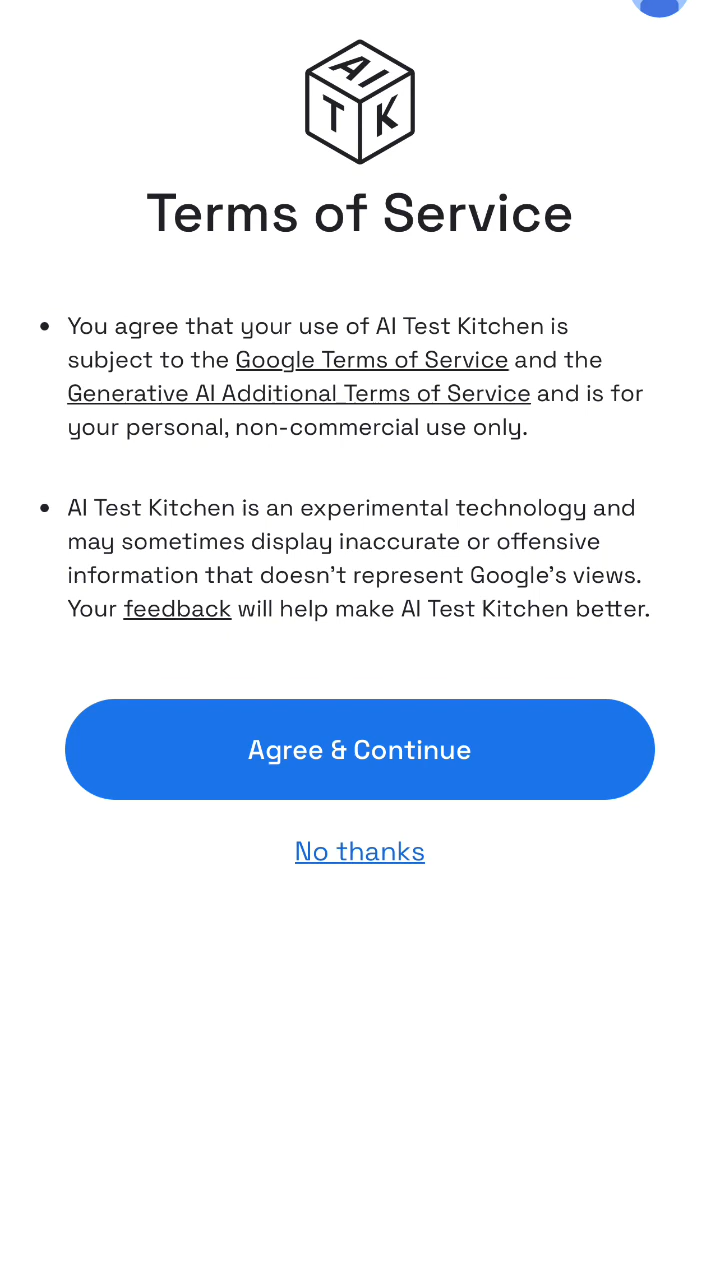 AI
T K
Terms of Service
• You agree that your use of AI Test Kitchen is
subject to the Google Terms of Service and the
Generative AI Additional Terms of Service and is for
your personal, non-commercial use only.
• AI Test Kitchen is an experimental technology and
may sometimes display inaccurate or offensive
information that doesn’t represent Google’s views.
Your feedback will help make AI Test Kitchen better.
Agree & Continue
No thanks